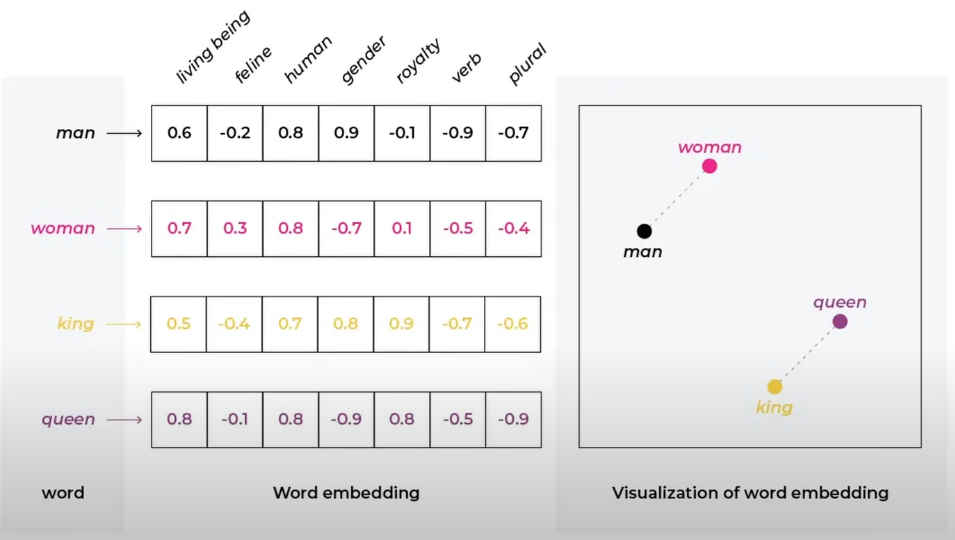 living being feline human gender royalty verb plural
man 0.6 -0.2 0.8 0.9 -0.1 -0.9 -0.7
woman 0.7 0.3 0.8 -0.7 0.1 -0.5 -0.4
king 0.5 -0.4 0.7 0.8 0.9 -0.7 -0.6
queen 0.8 -0.1 0.8 -0.9 0.8 -0.5 -0.9
woman
man
queen
king
word Word embedding Visualization of word embedding